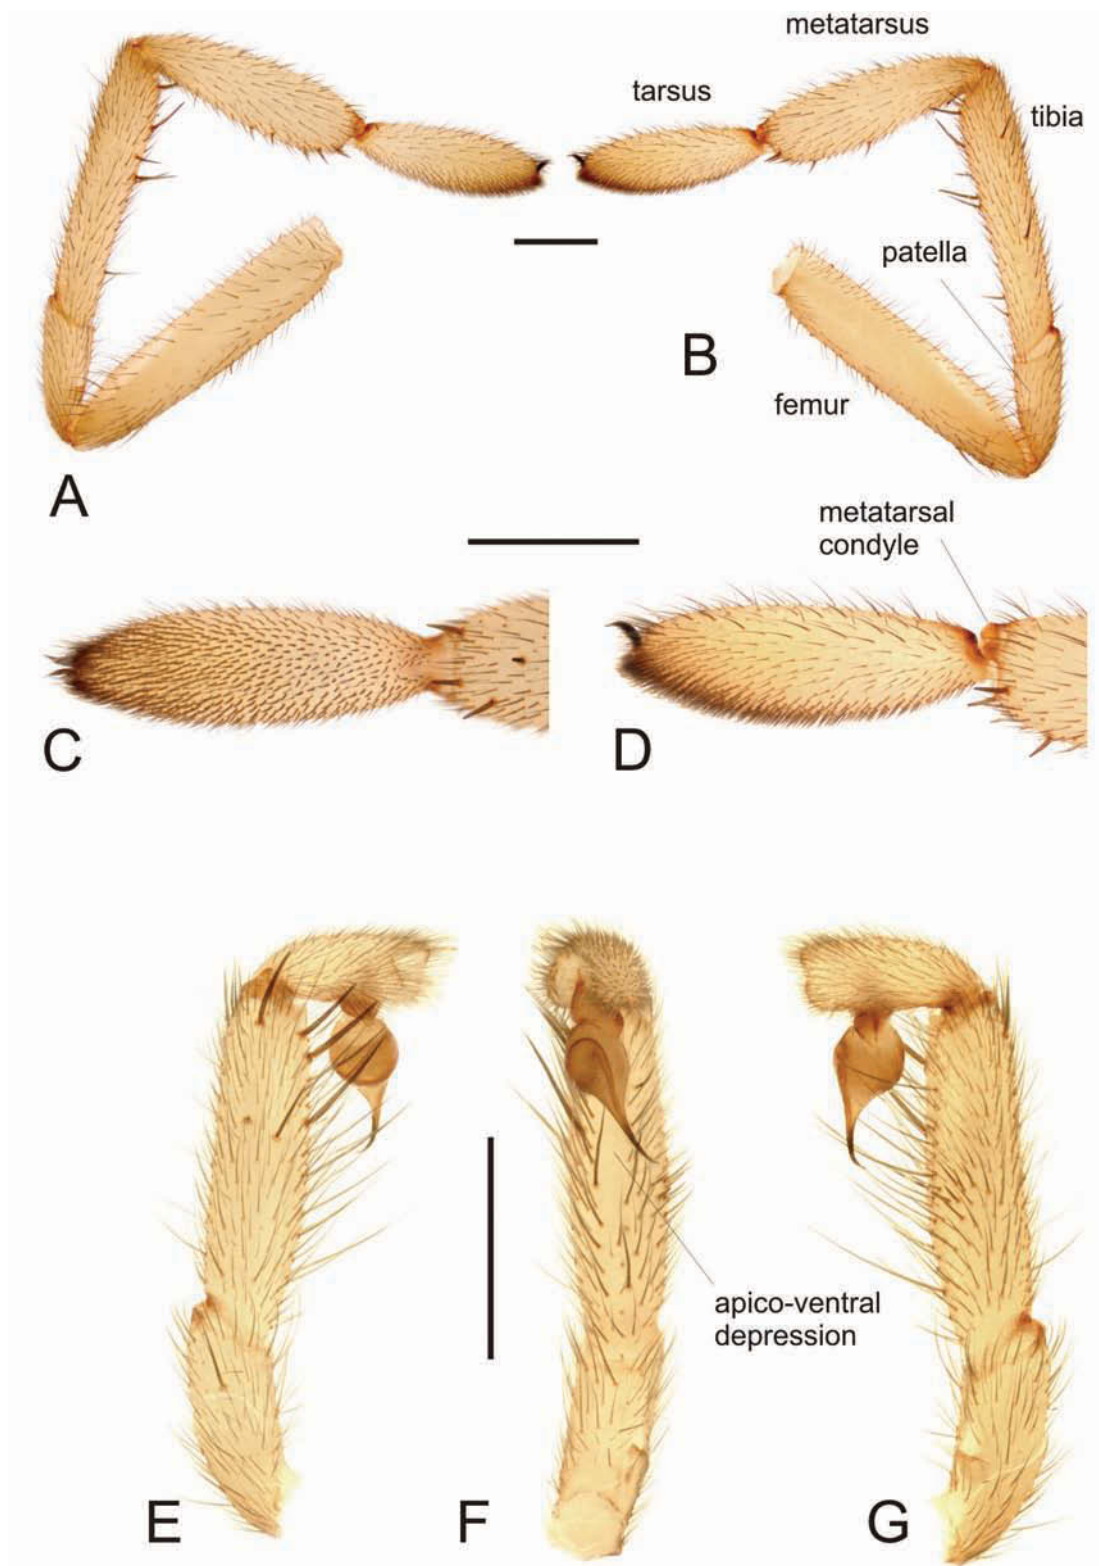 metatarsus
tarsus
tibia
patella
B
femur
A
metatarsal
condyle
C
D
apico-ventral
depression
E
F
G